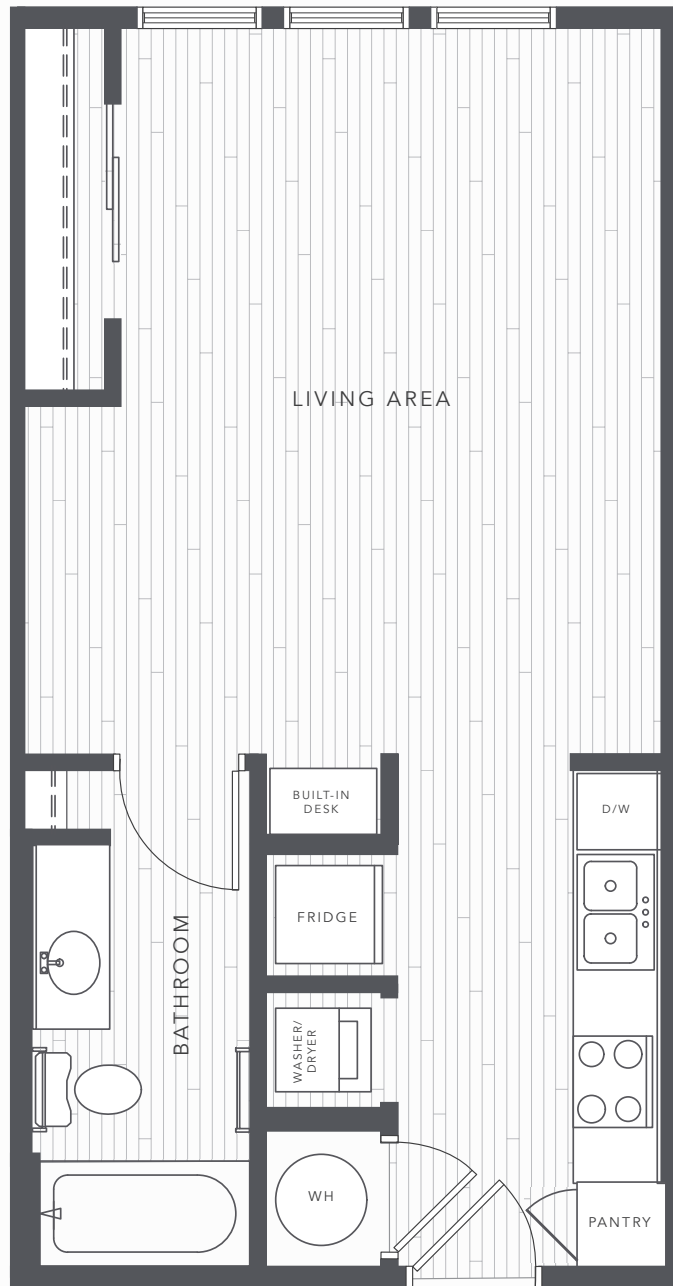 LIVING AREA
BUILT-IN
DESK
D/W
FRIDGE
BATHROOM
WASHER/
DRYER
WH
PANTRY